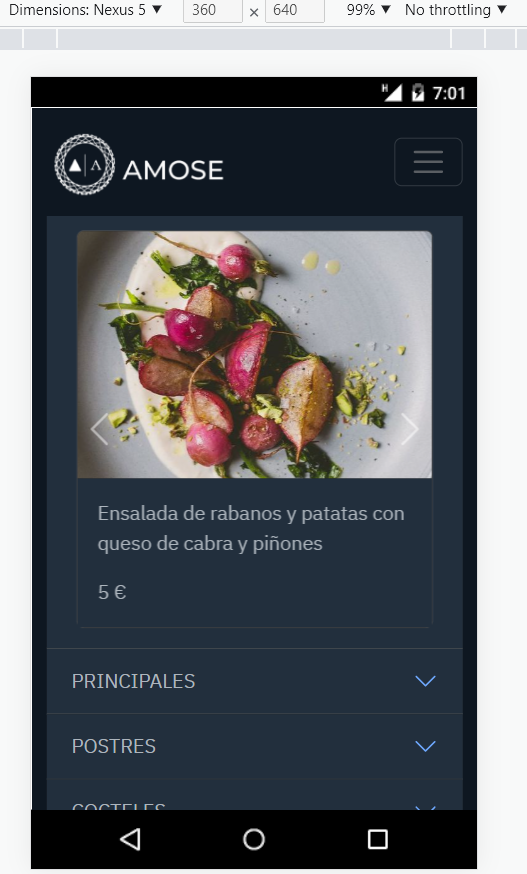 Dimensions: Nexus 5 ▼ 360 × 640 99% ▼ No throttling ▼
H 7:01
AMOSE
Ensalada de rabanos y patatas con
queso de cabra y piñones
5 €
PRINCIPALES
POSTRES
COCTELES